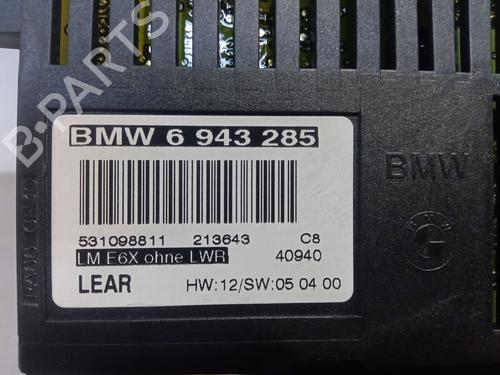 BMW 6 943 285
531098811 213643 C8
LM E6X ohne LWR 40940
LEAR HW:12/SW:05 04 00
BMW
BMW
B-PARTS